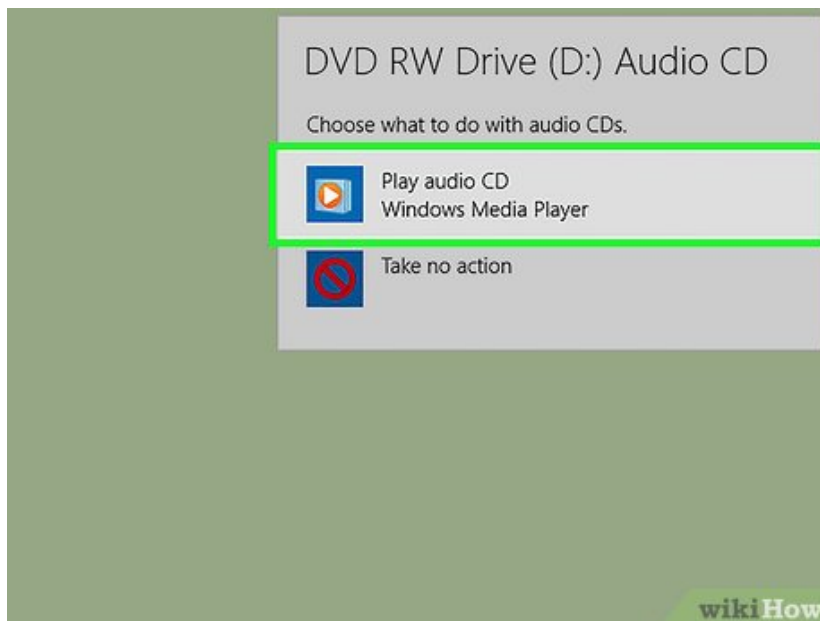 DVD RW Drive (D:) Audio CD
Choose what to do with audio CDs.
Play audio CD
Windows Media Player
Take no action
wikiHow